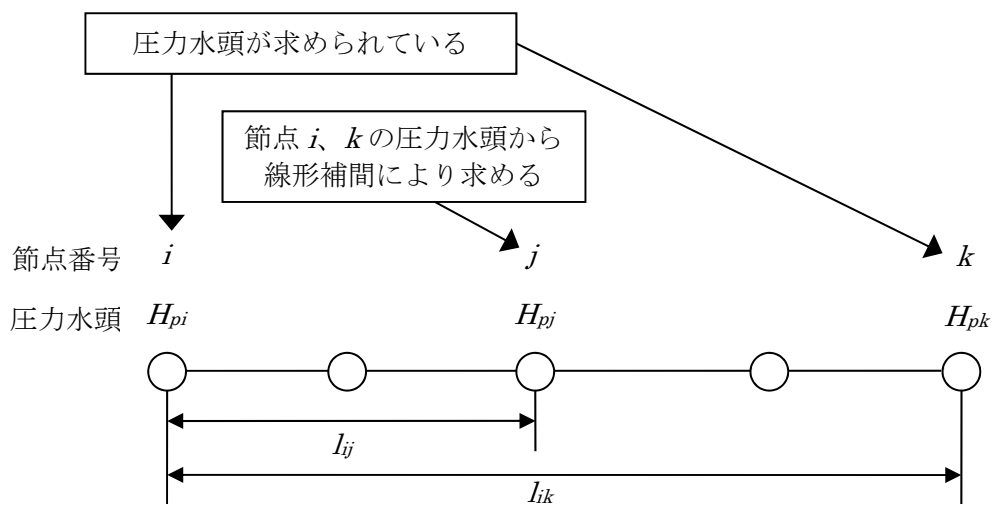 圧力水頭が求められている
節点 i、k の圧力水頭から
線形補間により求める
節点番号 i j k
圧力水頭 Hpi Hpj Hpk
lij
lik